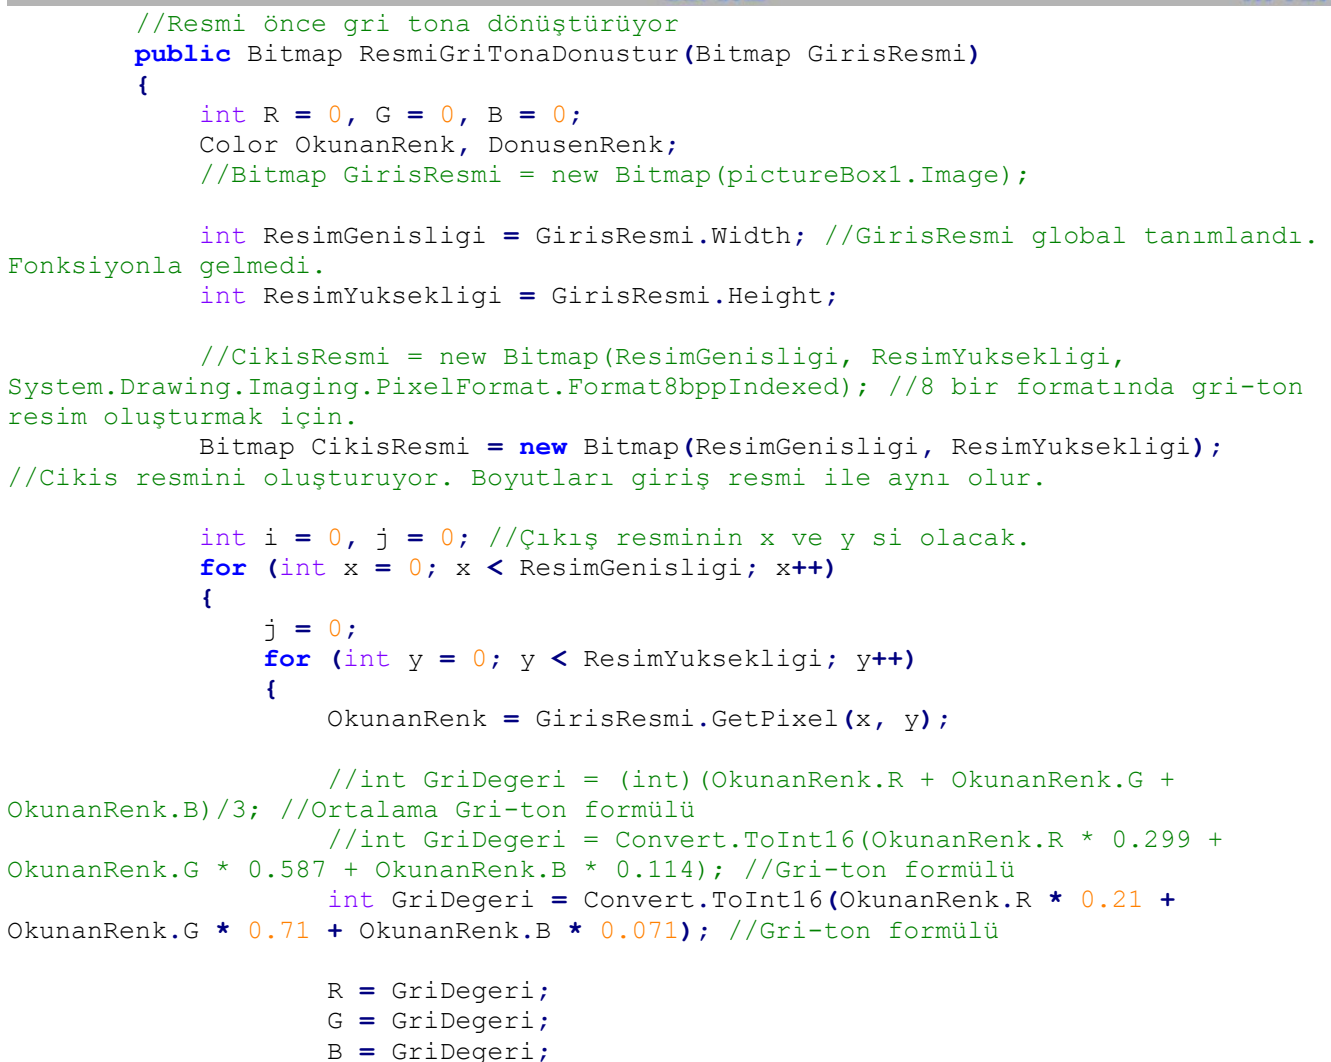 //Resmi önce gri tona dönüştürüyor
public Bitmap ResmiGriTonaDonustur(Bitmap GirisResmi)
{
int R = 0, G = 0, B = 0;
Color OkunanRenk, DonusenRenk;
//Bitmap GirisResmi = new Bitmap(pictureBox1.Image);
int ResimGenisligi = GirisResmi.Width; //GirisResmi global tanımlandı.
Fonksiyonla gelmedi.
int ResimYuksekligi = GirisResmi.Height;
//CikisResmi = new Bitmap(ResimGenisligi, ResimYuksekligi,
System.Drawing.Imaging.PixelFormat.Format8bppIndexed); //8 bir formatında gri-ton
resim oluşturmak için.
Bitmap CikisResmi = new Bitmap(ResimGenisligi, ResimYuksekligi);
//Cikis resmini oluşturuyor. Boyutları giriş resmi ile aynı olur.
int i = 0, j = 0; //Çıkış resminin x ve y si olacak.
for (int x = 0; x < ResimGenisligi; x++)
{
j = 0;
for (int y = 0; y < ResimYuksekligi; y++)
{
OkunanRenk = GirisResmi.GetPixel(x, y);
//int GriDegeri = (int)(OkunanRenk.R + OkunanRenk.G +
OkunanRenk.B)/3; //Ortalama Gri-ton formülü
//int GriDegeri = Convert.ToInt16(OkunanRenk.R * 0.299 +
OkunanRenk.G * 0.587 + OkunanRenk.B * 0.114); //Gri-ton formülü
int GriDegeri = Convert.ToInt16(OkunanRenk.R * 0.21 +
OkunanRenk.G * 0.71 + OkunanRenk.B * 0.071); //Gri-ton formülü
R = GriDegeri;
G = GriDegeri;
B = GriDegeri;